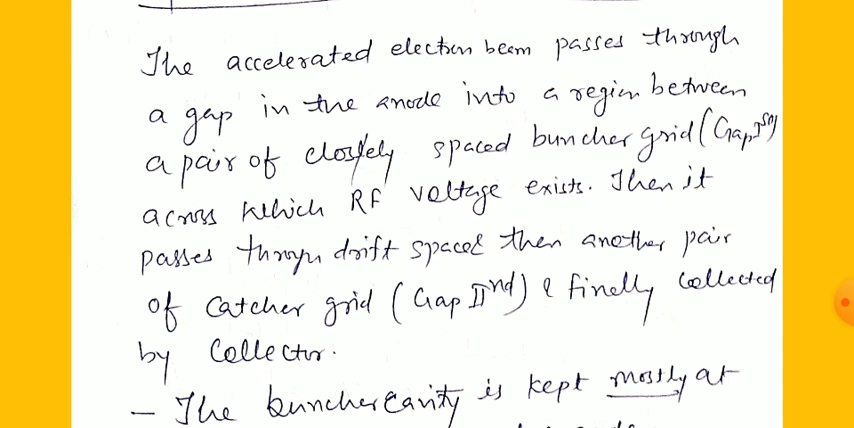 The accelerated electron beam passes through
a gap in the anode into a region between
a pair of closely spaced buncher grid (Gap Ist)
across which RF voltage exists. Then it
passes through drift space then another pair
of catcher grid ( Gap IInd) & finally collected
by collector.
- The buncher cavity is kept mostly at